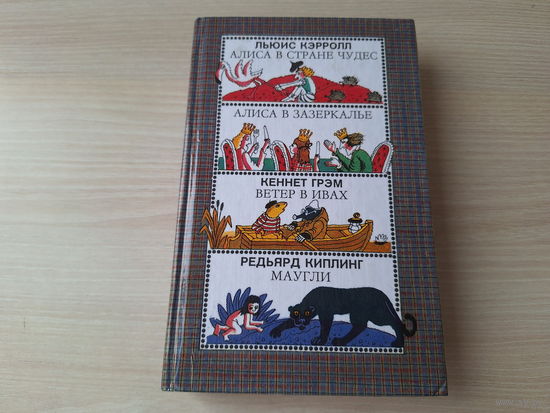 ЛЬЮИС КЭРРОЛЛ
АЛИСА В СТРАНЕ ЧУДЕС
АЛИСА В ЗАЗЕРКАЛЬЕ
КЕННЕТ ГРЭМ
ВЕТЕР В ИВАХ
РЕДЬЯРД КИПЛИНГ
МАУГЛИ